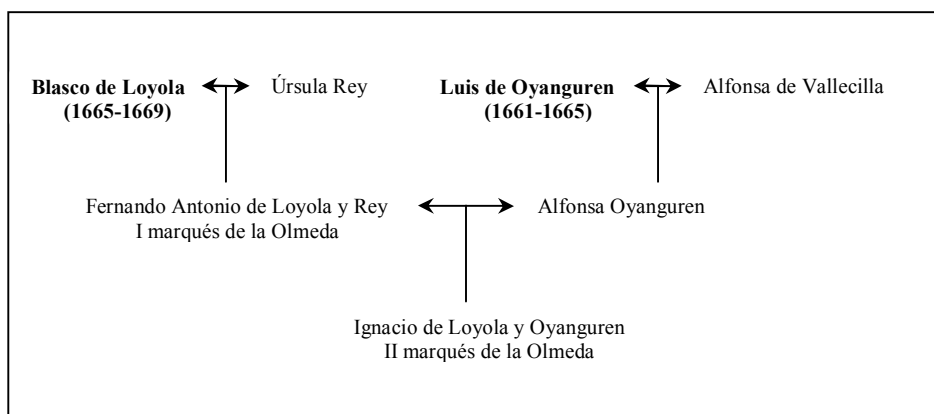 Blasco de Loyola
(1665-1669)
Úrsula Rey
Luis de Oyanguren
(1661-1665)
Alfonsa de Vallecilla
Fernando Antonio de Loyola y Rey
I marqués de la Olmeda
Alfonsa Oyanguren
Ignacio de Loyola y Oyanguren
II marqués de la Olmeda